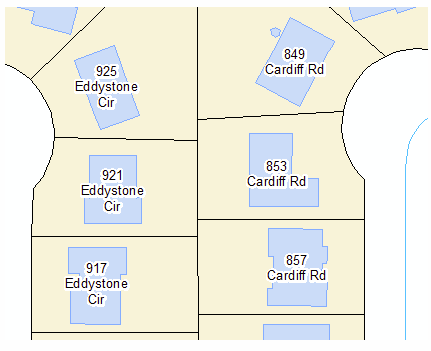 925
Eddystone
Cir
849
Cardiff Rd
921
Eddystone
Cir
853
Cardiff Rd
917
Eddystone
Cir
857
Cardiff Rd